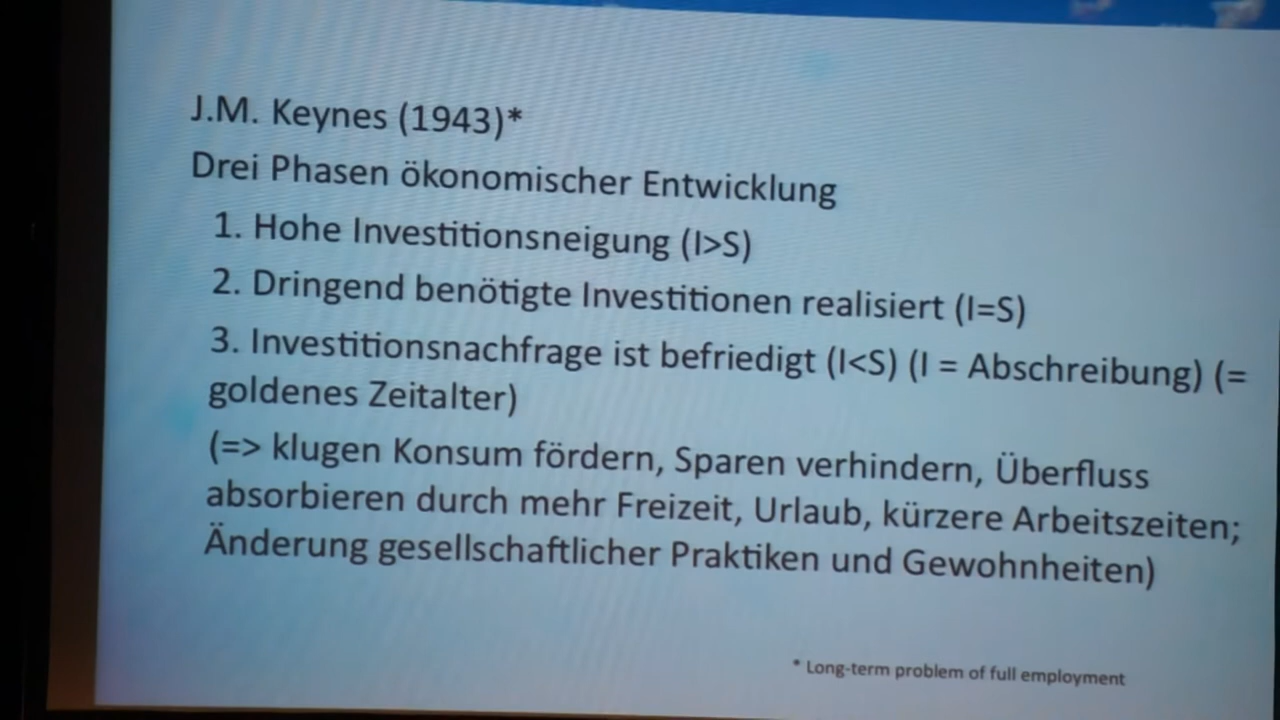 J.M. Keynes (1943)*
Drei Phasen ökonomischer Entwicklung
1. Hohe Investitionsneigung (I>S)
2. Dringend benötigte Investitionen realisiert (I=S)
3. Investitionsnachfrage ist befriedigt (I<S) (I = Abschreibung) (=
goldenes Zeitalter)
(=> klugen Konsum fördern, Sparen verhindern, Überfluss
absorbieren durch mehr Freizeit, Urlaub, kürzere Arbeitszeiten;
Änderung gesellschaftlicher Praktiken und Gewohnheiten)
* Long-term problem of full employment